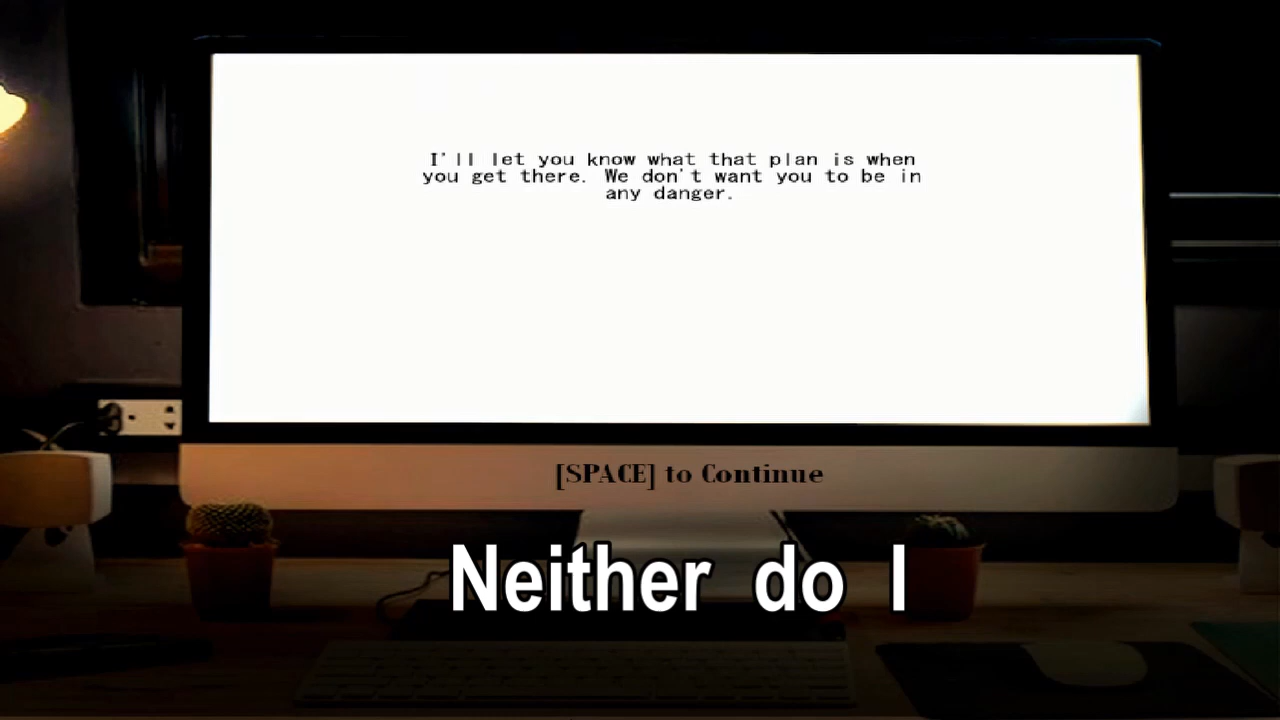 I'll let you know what that plan is when
you get there. We don't want you to be in
any danger.
[SPACE] to Continue
Neither do I